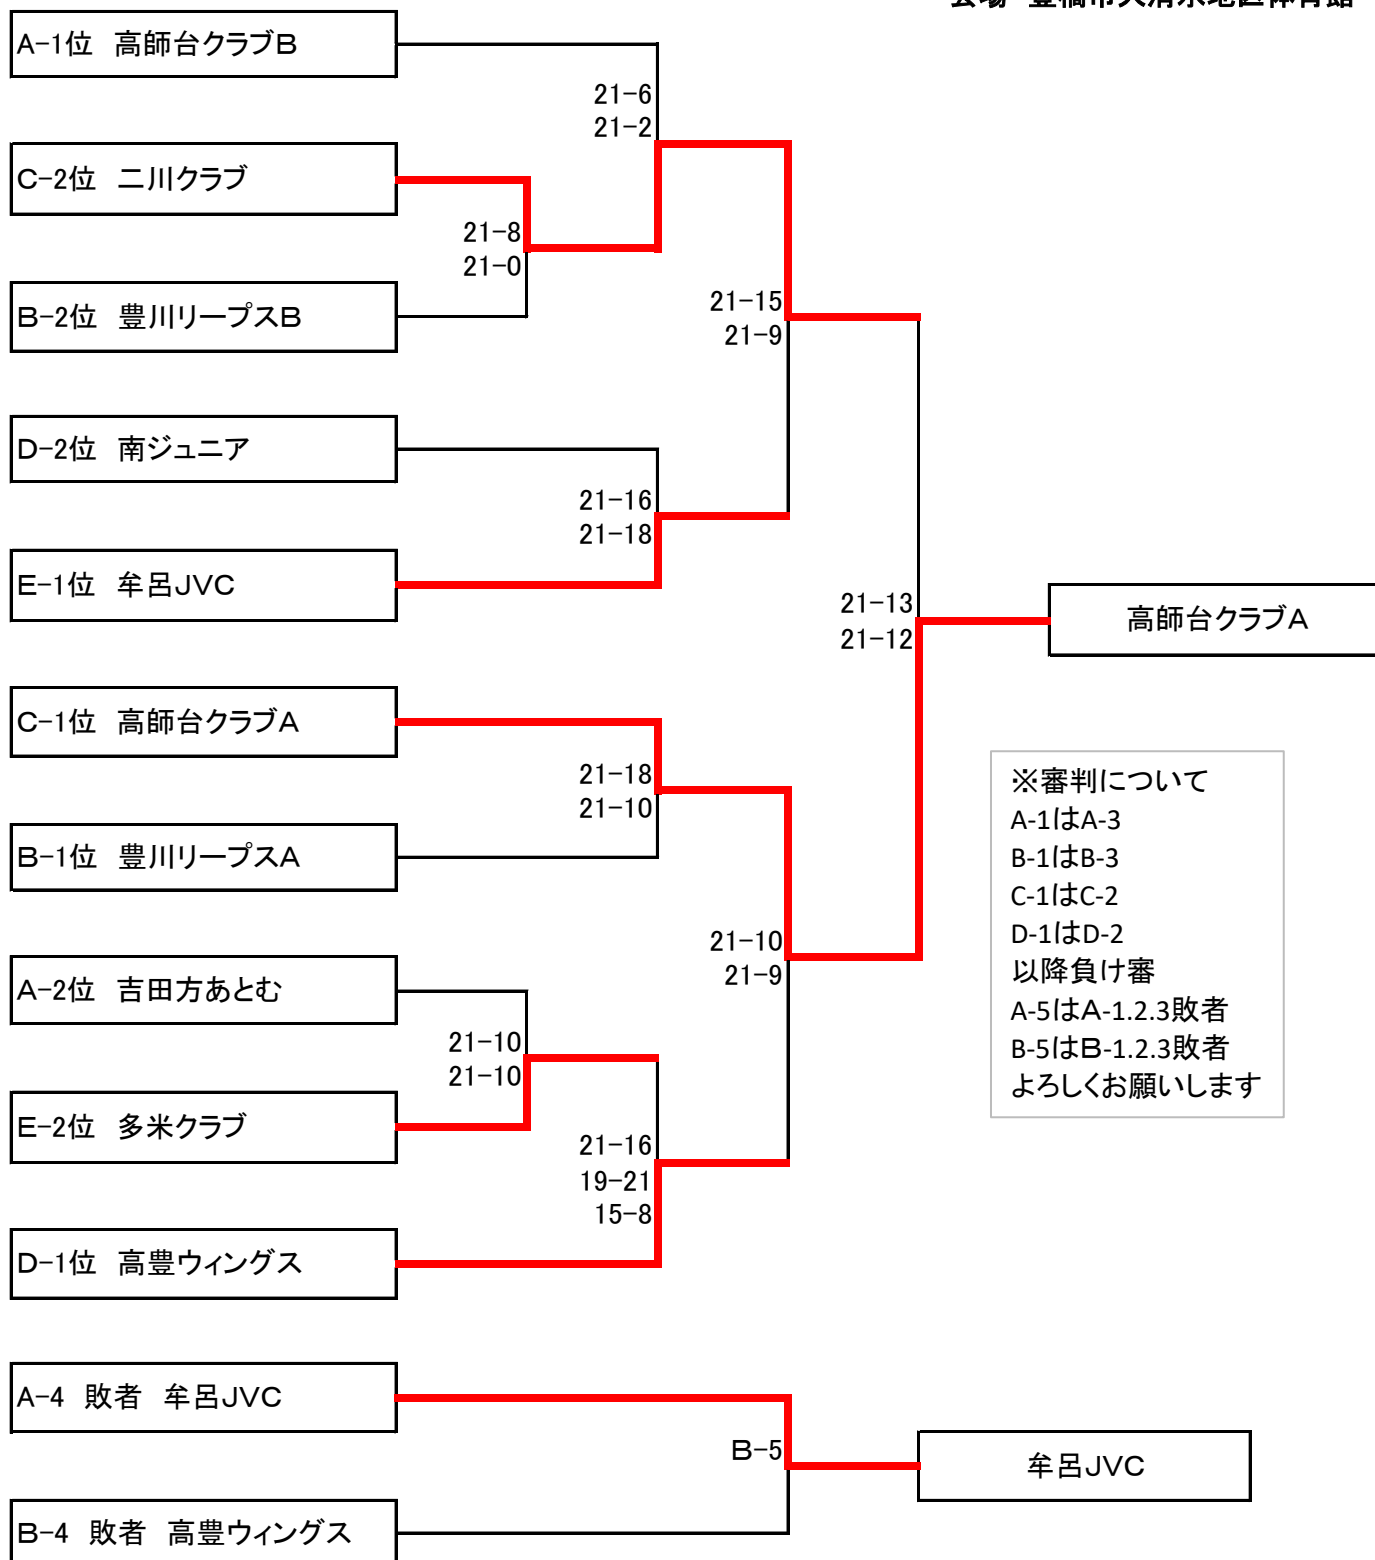 A-1位　高師台クラブB
21-6
21-2
C-2位　二川クラブ
21-8
21-0
B-2位　豊川リープスB
21-15
21-9
D-2位　南ジュニア
21-16
21-18
E-1位　牟呂JVC
21-13
21-12
高師台クラブA
C-1位　高師台クラブA
21-18
21-10
B-1位　豊川リープスA
※審判について
A-1はA-3
B-1はB-3
C-1はC-2
D-1はD-2
以降負け審
A-5はA-1.2.3敗者
B-5はB-1.2.3敗者
よろしくお願いします
21-10
21-9
A-2位　吉田方あとむ
21-10
21-10
E-2位　多米クラブ
21-16
19-21
15-8
D-1位　高豊ウィングス
A-4　敗者　牟呂JVC
B-5
牟呂JVC
B-4　敗者　高豊ウィングス